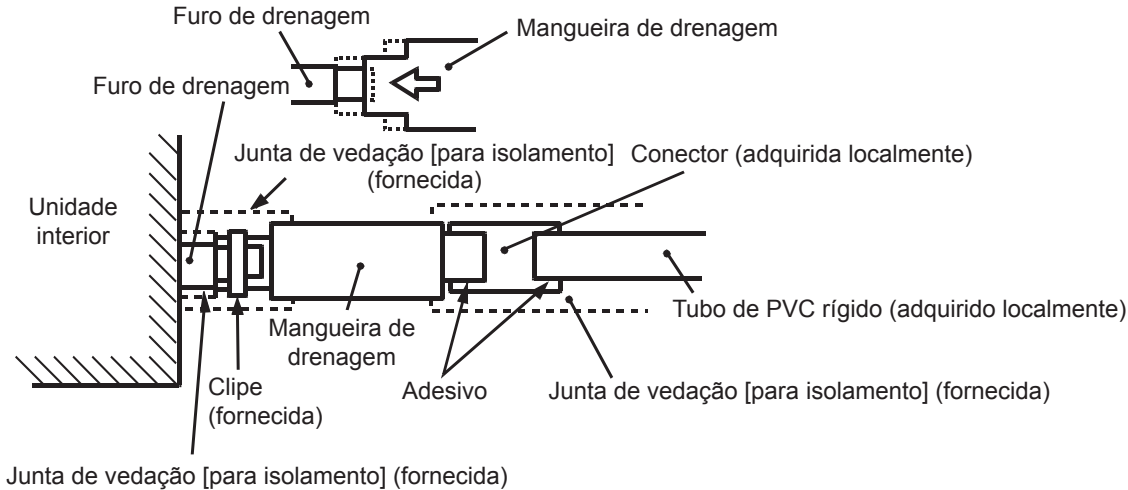 Furo de drenagem
Mangueira de drenagem
Furo de drenagem
Junta de vedação [para isolamento]
(fornecida)
Conector (adquirida localmente)
Unidade
interior
Tubo de PVC rígido (adquirido localmente)
Mangueira de
drenagem
Clipe
(fornecida)
Adesivo
Junta de vedação [para isolamento] (fornecida)
Junta de vedação [para isolamento] (fornecida)